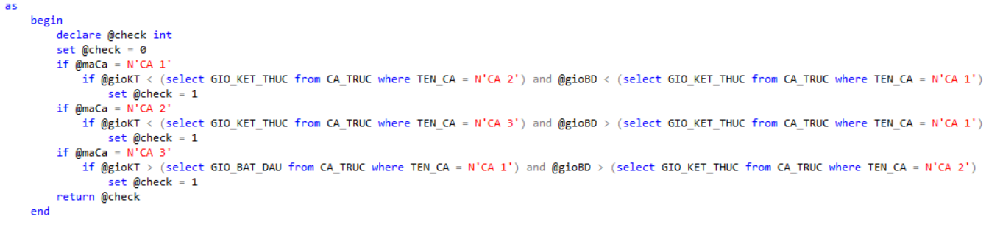 as
begin
declare @check int
set @check = 0
if @maCa = N'CA 1'
if @gioKT < (select GIO_KET_THUC from CA_TRUC where TEN_CA = N'CA 2') and @gioBD < (select GIO_KET_THUC from CA_TRUC where TEN_CA = N'CA 1')
set @check = 1
if @maCa = N'CA 2'
if @gioKT < (select GIO_KET_THUC from CA_TRUC where TEN_CA = N'CA 3') and @gioBD > (select GIO_KET_THUC from CA_TRUC where TEN_CA = N'CA 1')
set @check = 1
if @maCa = N'CA 3'
if @gioKT > (select GIO_BAT_DAU from CA_TRUC where TEN_CA = N'CA 1') and @gioBD > (select GIO_KET_THUC from CA_TRUC where TEN_CA = N'CA 2')
set @check = 1
return @check
end